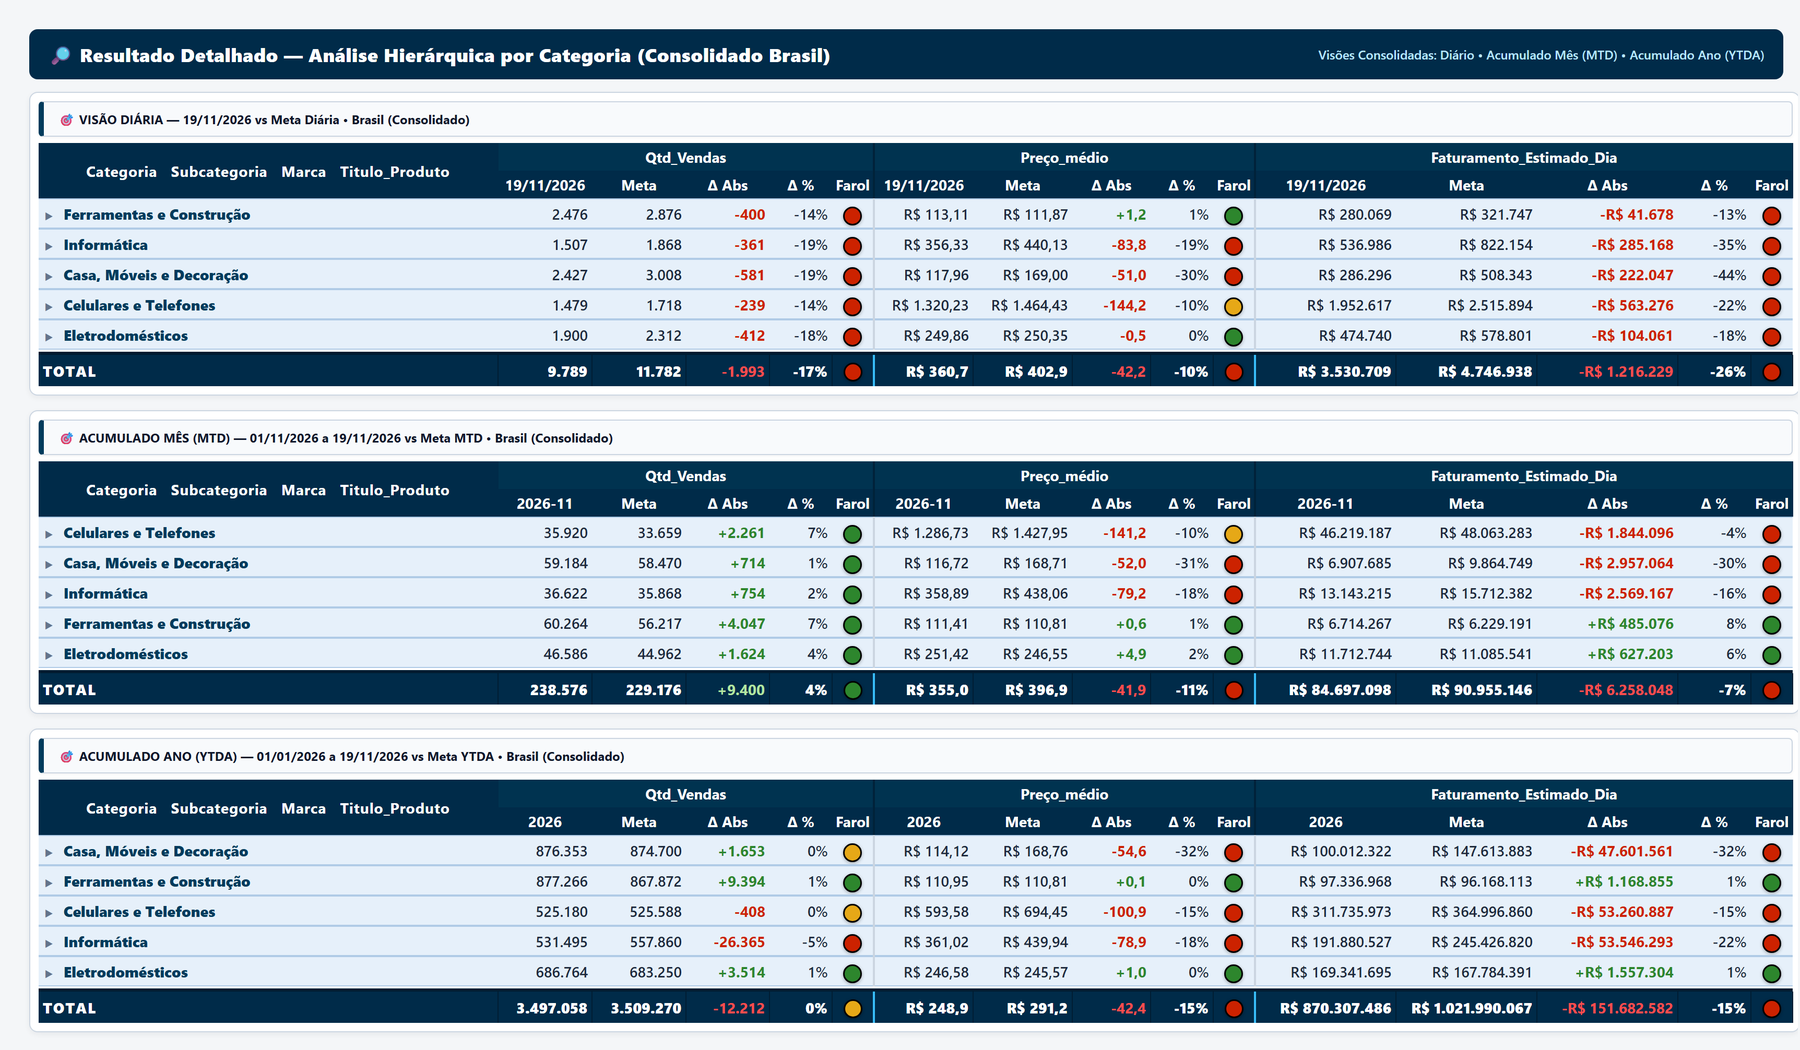 Resultado Detalhado — Análise Hierárquica por Categoria (Consolidado Brasil)
Visões Consolidadas: Diário • Acumulado Mês (MTD) • Acumulado Ano (YTDA)
VISÃO DIÁRIA — 19/11/2026 vs Meta Diária • Brasil (Consolidado)
Qtd_Vendas Preço_médio Faturamento_Estimado_Dia
Categoria Subcategoria Marca Titulo_Produto
19/11/2026 Meta Δ Abs Δ % Farol 19/11/2026 Meta Δ Abs Δ % Farol 19/11/2026 Meta Δ Abs Δ % Farol
Ferramentas e Construção 2.476 2.876 -400 -14% R$ 113,11 R$ 111,87 +1,2 1% R$ 280.069 R$ 321.747 -R$ 41.678 -13%
Informática 1.507 1.868 -361 -19% R$ 356,33 R$ 440,13 -83,8 -19% R$ 536.986 R$ 822.154 -R$ 285.168 -35%
Casa, Móveis e Decoração 2.427 3.008 -581 -19% R$ 117,96 R$ 169,00 -51,0 -30% R$ 286.296 R$ 508.343 -R$ 222.047 -44%
Celulares e Telefones 1.479 1.718 -239 -14% R$ 1.320,23 R$ 1.464,43 -144,2 -10% R$ 1.952.617 R$ 2.515.894 -R$ 563.276 -22%
Eletrodomésticos 1.900 2.312 -412 -18% R$ 249,86 R$ 250,35 -0,5 0% R$ 474.740 R$ 578.801 -R$ 104.061 -18%
TOTAL 9.789 11.782 -1.993 -17% R$ 360,7 R$ 402,9 -42,2 -10% R$ 3.530.709 R$ 4.746.938 -R$ 1.216.229 -26%
ACUMULADO MÊS (MTD) — 01/11/2026 a 19/11/2026 vs Meta MTD • Brasil (Consolidado)
Qtd_Vendas Preço_médio Faturamento_Estimado_Dia
Categoria Subcategoria Marca Titulo_Produto
2026-11 Meta Δ Abs Δ % Farol 2026-11 Meta Δ Abs Δ % Farol 2026-11 Meta Δ Abs Δ % Farol
Celulares e Telefones 35.920 33.659 +2.261 7% R$ 1.286,73 R$ 1.427,95 -141,2 -10% R$ 46.219.187 R$ 48.063.283 -R$ 1.844.096 -4%
Casa, Móveis e Decoração 59.184 58.470 +714 1% R$ 116,72 R$ 168,71 -52,0 -31% R$ 6.907.685 R$ 9.864.749 -R$ 2.957.064 -30%
Informática 36.622 35.868 +754 2% R$ 358,89 R$ 438,06 -79,2 -18% R$ 13.143.215 R$ 15.712.382 -R$ 2.569.167 -16%
Ferramentas e Construção 60.264 56.217 +4.047 7% R$ 111,41 R$ 110,81 +0,6 1% R$ 6.714.267 R$ 6.229.191 +R$ 485.076 8%
Eletrodomésticos 46.586 44.962 +1.624 4% R$ 251,42 R$ 246,55 +4,9 2% R$ 11.712.744 R$ 11.085.541 +R$ 627.203 6%
TOTAL 238.576 229.176 +9.400 4% R$ 355,0 R$ 396,9 -41,9 -11% R$ 84.697.098 R$ 90.955.146 -R$ 6.258.048 -7%
ACUMULADO ANO (YTDA) — 01/01/2026 a 19/11/2026 vs Meta YTDA • Brasil (Consolidado)
Qtd_Vendas Preço_médio Faturamento_Estimado_Dia
Categoria Subcategoria Marca Titulo_Produto
2026 Meta Δ Abs Δ % Farol 2026 Meta Δ Abs Δ % Farol 2026 Meta Δ Abs Δ % Farol
Casa, Móveis e Decoração 876.353 874.700 +1.653 0% R$ 114,12 R$ 168,76 -54,6 -32% R$ 100.012.322 R$ 147.613.883 -R$ 47.601.561 -32%
Ferramentas e Construção 877.266 867.872 +9.394 1% R$ 110,95 R$ 110,81 +0,1 0% R$ 97.336.968 R$ 96.168.113 +R$ 1.168.855 1%
Celulares e Telefones 525.180 525.588 -408 0% R$ 593,58 R$ 694,45 -100,9 -15% R$ 311.735.973 R$ 364.996.860 -R$ 53.260.887 -15%
Informática 531.495 557.860 -26.365 -5% R$ 361,02 R$ 439,94 -78,9 -18% R$ 191.880.527 R$ 245.426.820 -R$ 53.546.293 -22%
Eletrodomésticos 686.764 683.250 +3.514 1% R$ 246,58 R$ 245,57 +1,0 0% R$ 169.341.695 R$ 167.784.391 +R$ 1.557.304 1%
TOTAL 3.497.058 3.509.270 -12.212 0% R$ 248,9 R$ 291,2 -42,4 -15% R$ 870.307.486 R$ 1.021.990.067 -R$ 151.682.582 -15%